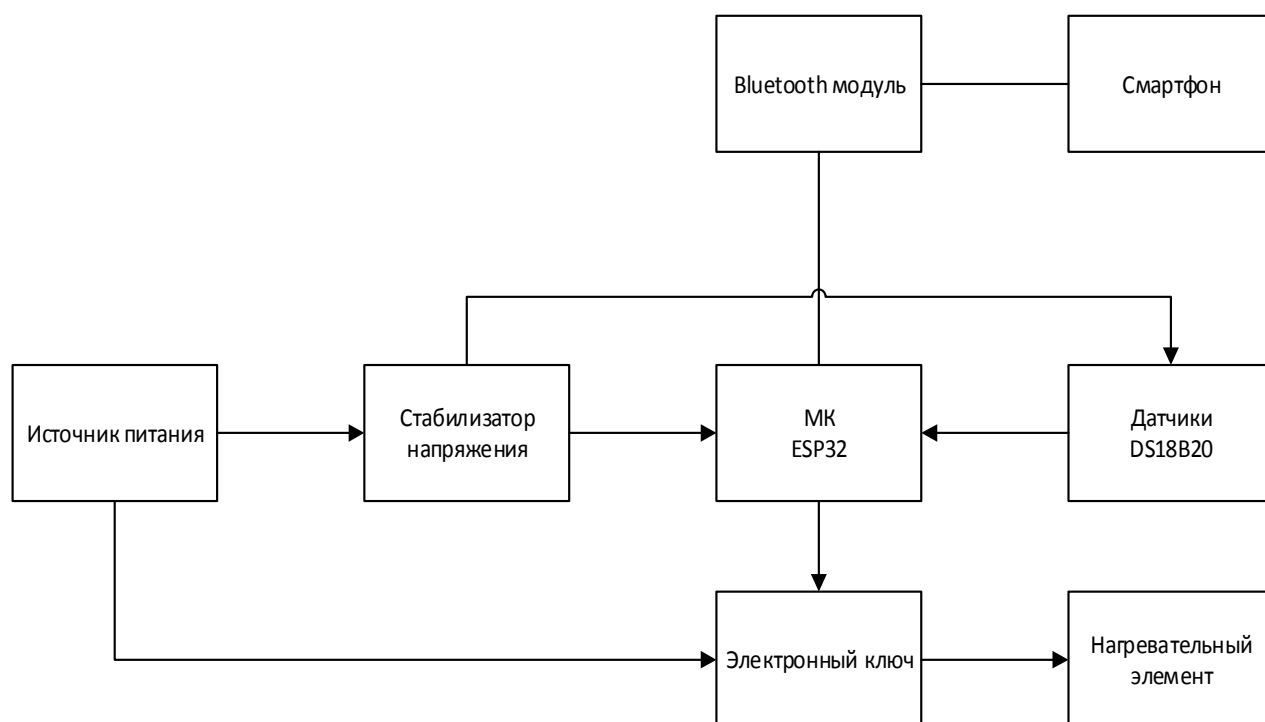 Bluetooth модуль
Смартфон
Источник питания
Стабилизатор
напряжения
МК
ESP32
Датчики
DS18B20
Электронный ключ
Нагревательный
элемент